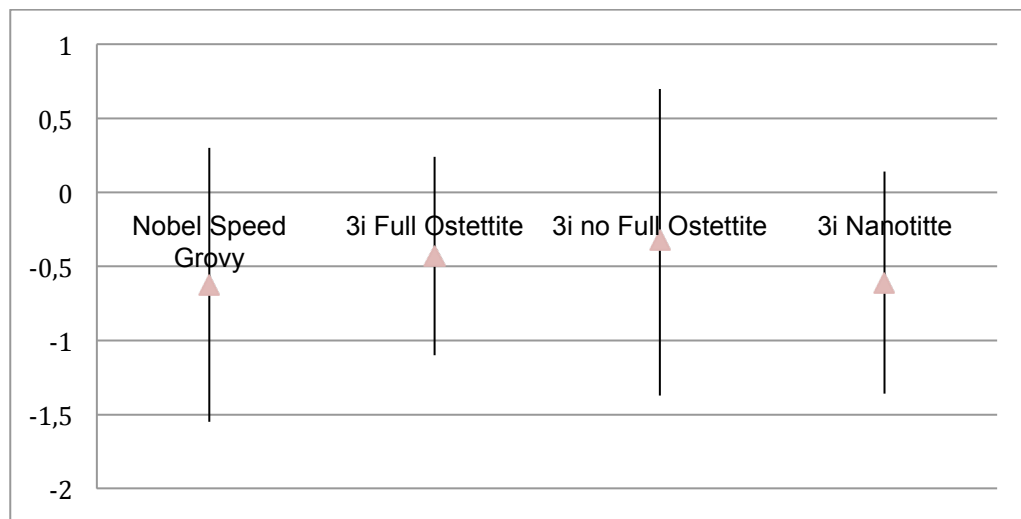 1
0,5
0
Nobel Speed
Grovy
3i Full Ostettite
3i no Full Ostettite
3i Nanotitte
-0,5
-1
-1,5
-2